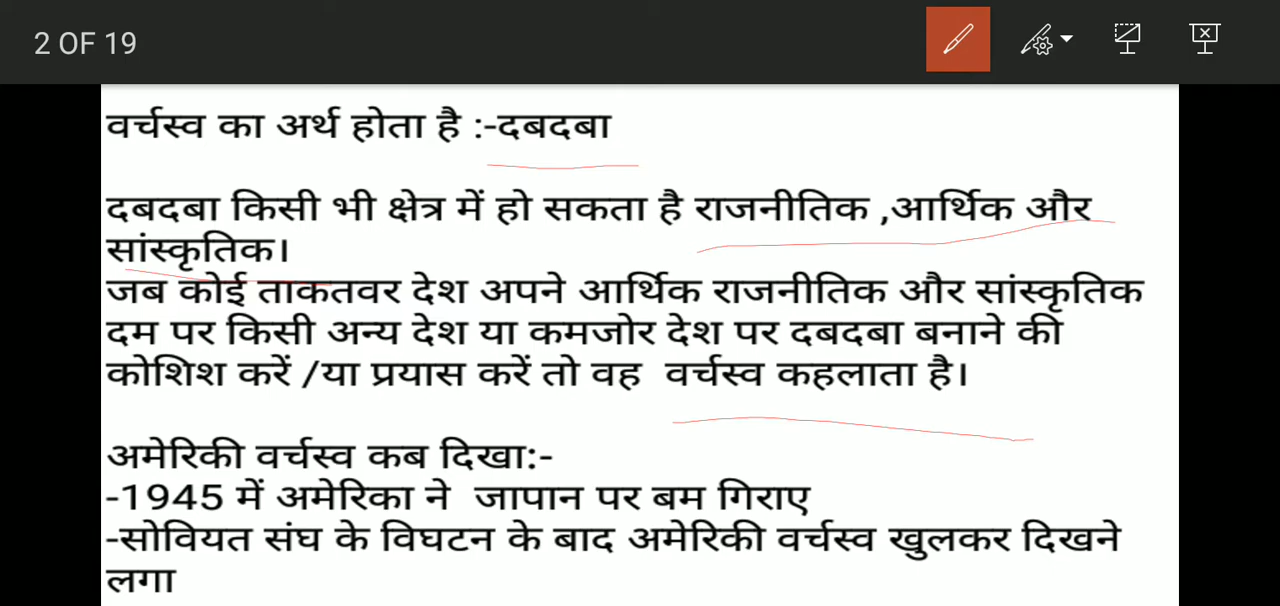 2 OF 19
वर्चस्व का अर्थ होता है :-दबदबा
दबदबा किसी भी क्षेत्र में हो सकता है राजनीतिक ,आर्थिक और
सांस्कृतिक।
जब कोई ताकतवर देश अपने आर्थिक राजनीतिक और सांस्कृतिक
दम पर किसी अन्य देश या कमजोर देश पर दबदबा बनाने की
कोशिश करें /या प्रयास करें तो वह  वर्चस्व कहलाता है।
अमेरिकी वर्चस्व कब दिखा:-
-1945 में अमेरिका ने  जापान पर बम गिराए
-सोवियत संघ के विघटन के बाद अमेरिकी वर्चस्व खुलकर दिखने
लगा